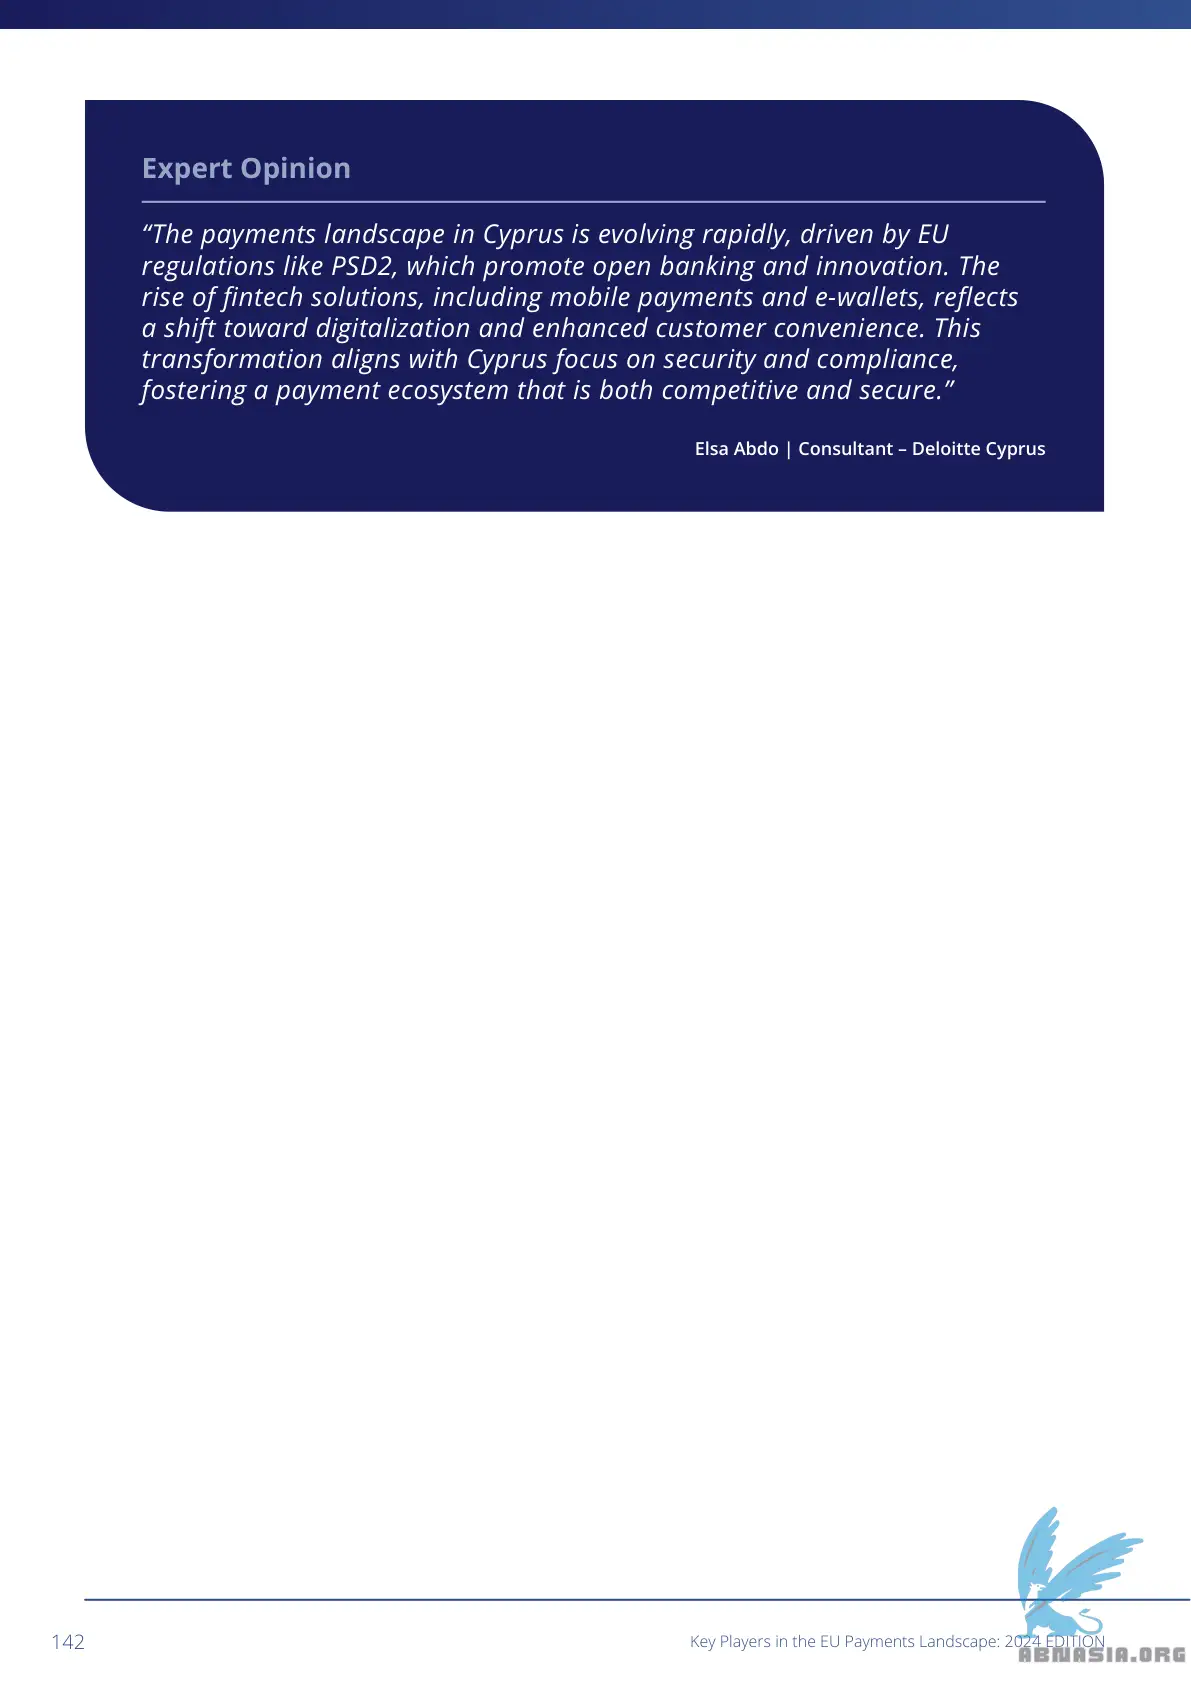 Expert Opinion
“The payments landscape in Cyprus is evolving rapidly, driven by EU
regulations like PSD2, which promote open banking and innovation. The
rise of fintech solutions, including mobile payments and e-wallets, reflects
a shift toward digitalization and enhanced customer convenience. This
transformation aligns with Cyprus focus on security and compliance,
fostering a payment ecosystem that is both competitive and secure.”
Elsa Abdo | Consultant – Deloitte Cyprus
142
Key Players in the EU Payments Landscape: 2024 EDITION
ABNASIA.ORG